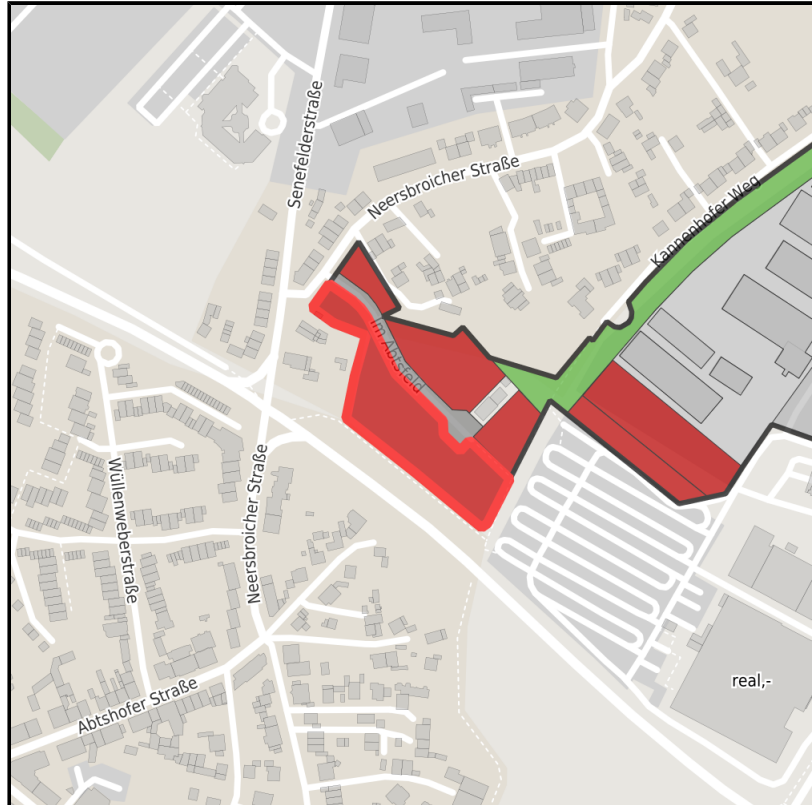 Senefelderstraße
Neersbroicher Straße
Kannenhofer Weg
Im Abtsfeld
Neersbroicher Straße
Wüllenweberstraße
Abtshofer Straße
real,-